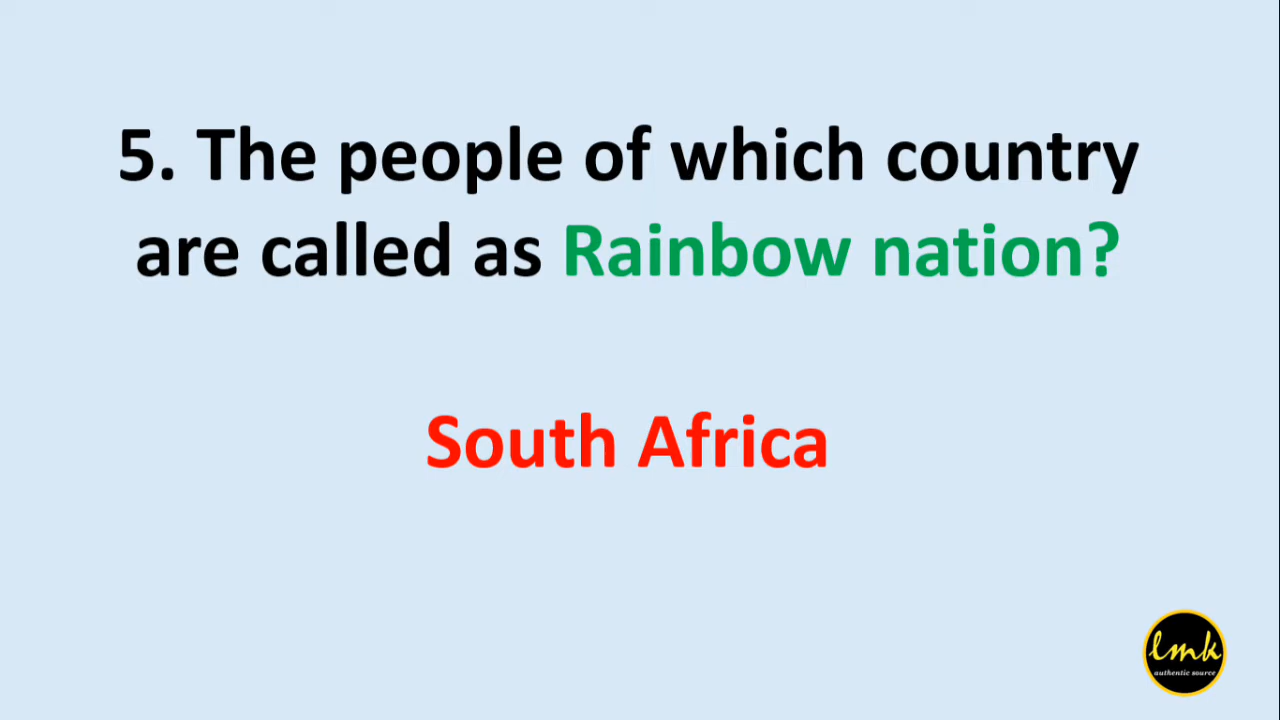 5. The people of which country
are called as Rainbow nation?
South Africa
lmk
authentic source